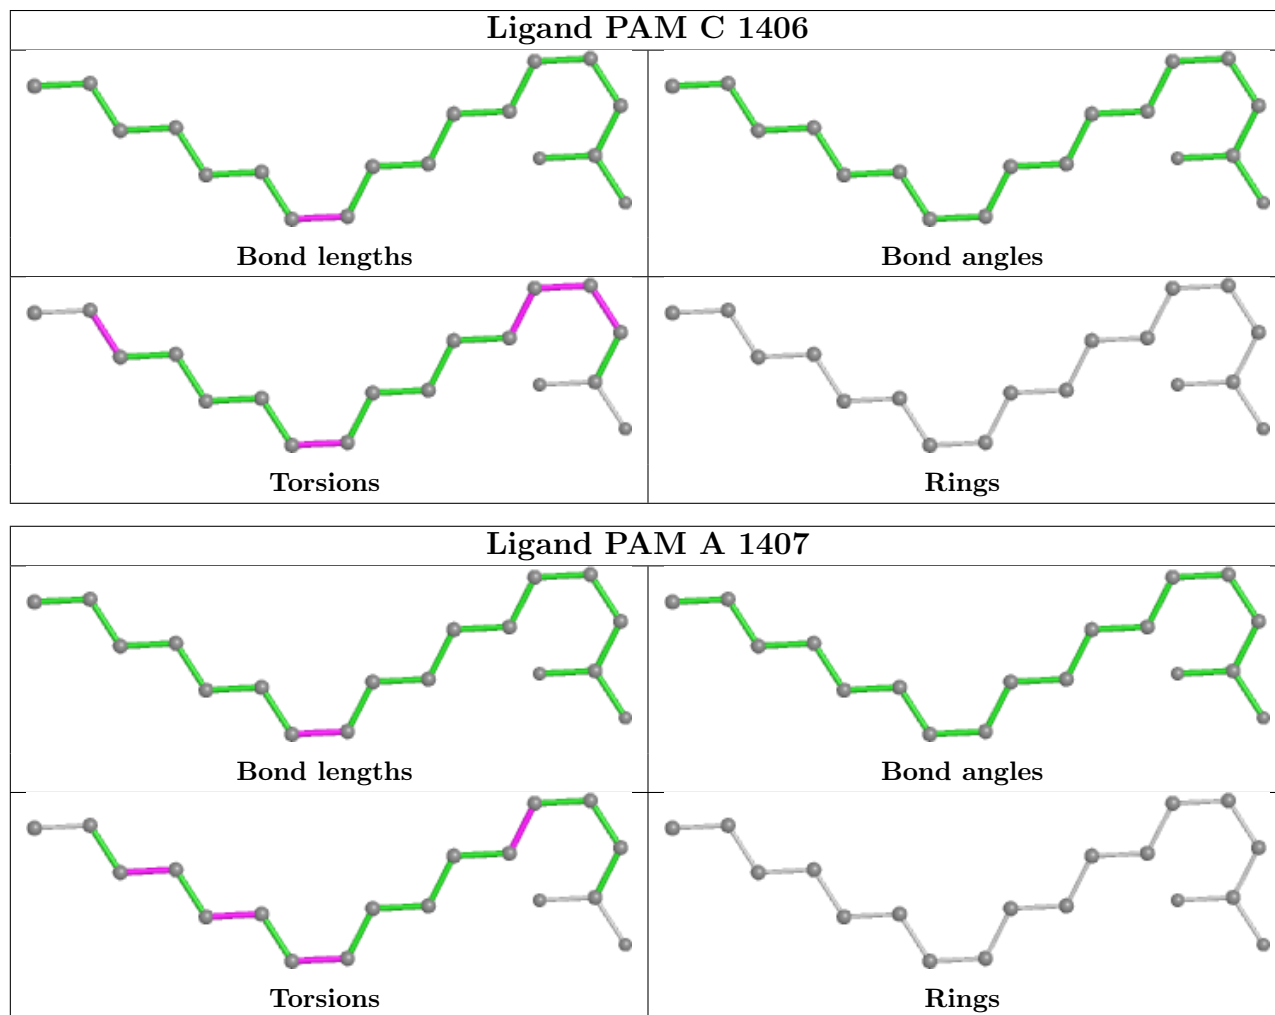 Ligand PAM C 1406
Bond lengths
Bond angles
Torsions
Rings
Ligand PAM A 1407
Bond lengths
Bond angles
Torsions
Rings